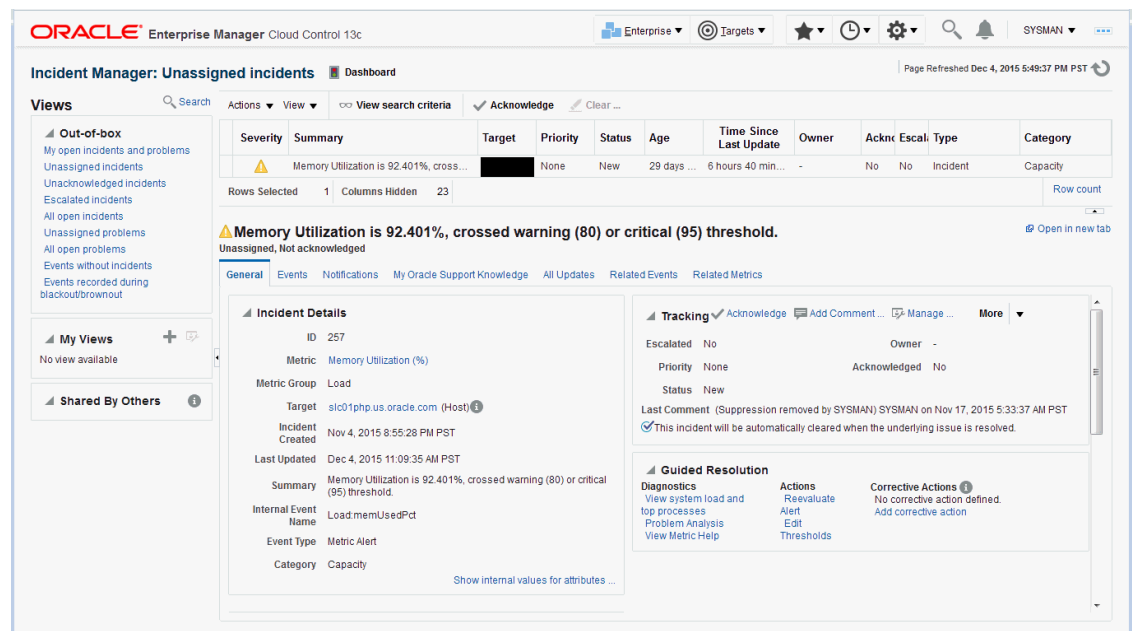 ORACLE Enterprise Manager Cloud Control 13c
Enterprise Targets SYSMAN
Incident Manager: Unassigned incidents Dashboard
Page Refreshed Dec 4, 2015 5:49:37 PM PST
Views
Search
Out-of-box
My open incidents and problems
Unassigned incidents
Unacknowledged incidents
Escalated incidents
All open incidents
Unassigned problems
All open problems
Events without incidents
Events recorded during
blackout/brownout
My Views
No view available
Shared By Others
Actions View View search criteria Acknowledge Clear ...
Severity Summary Target Priority Status Age Time Since Last Update Owner Ackno Escala Type Category
Memory Utilization is 92.401%, cross... None New 29 days ... 6 hours 40 min... - No No Incident Capacity
Rows Selected 1 Columns Hidden 23
Row count
Memory Utilization is 92.401%, crossed warning (80) or critical (95) threshold.
Open in new tab
Unassigned, Not acknowledged
General Events Notifications My Oracle Support Knowledge All Updates Related Events Related Metrics
Incident Details
ID 257
Metric Memory Utilization (%)
Metric Group Load
Target slc01php.us.oracle.com (Host)
Incident Created Nov 4, 2015 8:55:28 PM PST
Last Updated Dec 4, 2015 11:09:35 AM PST
Summary Memory Utilization is 92.401%, crossed warning (80) or critical
(95) threshold.
Internal Event Name Load:memUsedPct
Event Type Metric Alert
Category Capacity
Show internal values for attributes ...
Tracking Acknowledge Add Comment ... Manage ... More
Escalated No Owner -
Priority None Acknowledged No
Status New
Last Comment (Suppression removed by SYSMAN) SYSMAN on Nov 17, 2015 5:33:37 AM PST
This incident will be automatically cleared when the underlying issue is resolved.
Guided Resolution
Diagnostics
View system load and
top processes
Problem Analysis
View Metric Help
Actions
Reevaluate
Alert
Edit
Thresholds
Corrective Actions
No corrective action defined.
Add corrective action